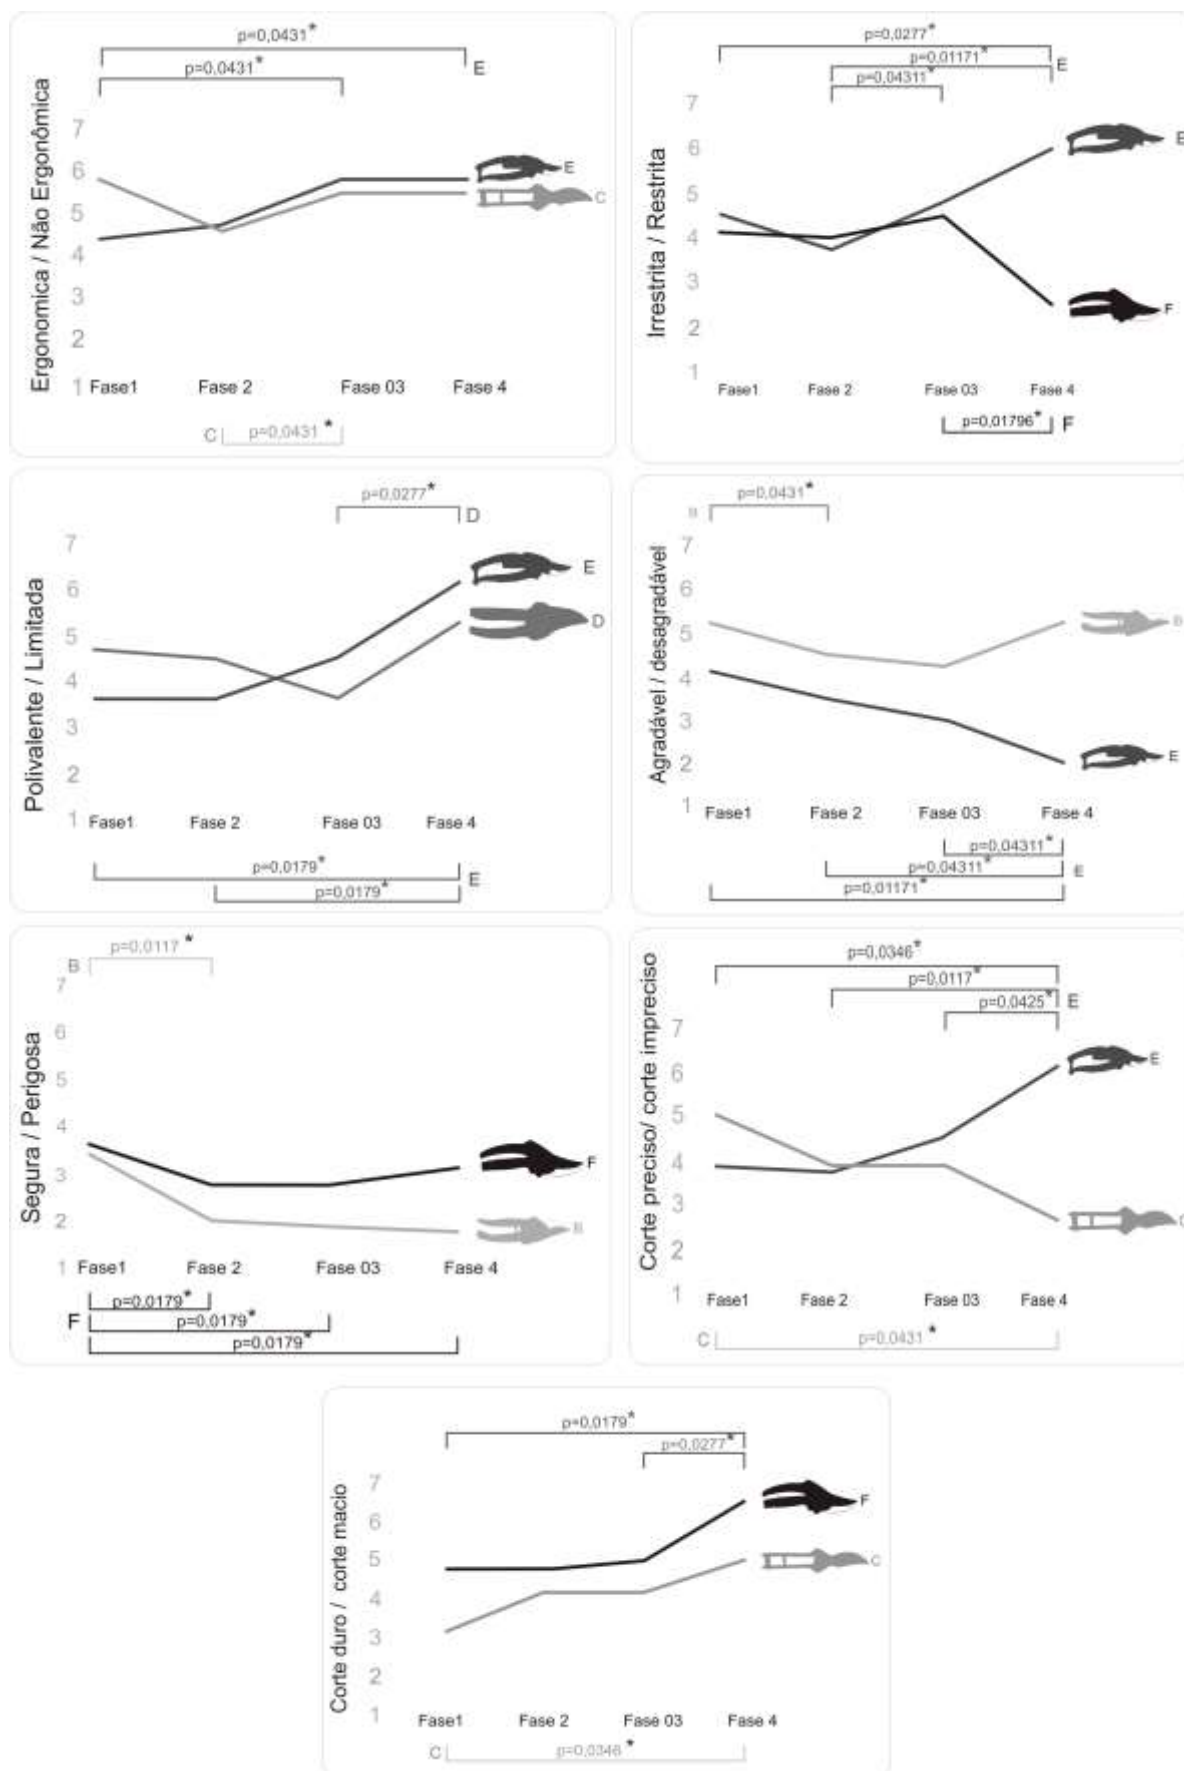 p=0,0431*
p=0,0431*
E
Ergonomica / Não Ergonômica
7
6
5
4
3
2
1
E
C
Fase1 Fase 2 Fase 03 Fase 4
C p=0,0431 *
p=0,0277*
p=0,01171*
E
p=0,04311*
Irrestrita / Restrita
7
6
5
4
3
2
1
E
F
Fase1 Fase 2 Fase 03 Fase 4
p=0,01796* F
p=0,0277*
D
Polivalente / Limitada
7
6
5
4
3
2
1
E
D
Fase1 Fase 2 Fase 03 Fase 4
p=0,0179*
E
p=0,0179*
p=0,0431*
B
Agradável / desagradável
7
6
5
4
3
2
1
B
E
Fase1 Fase 2 Fase 03 Fase 4
p=0,04311*
p=0,04311*
E
p=0,01171*
p=0,0117 *
B
Segura / Perigosa
7
6
5
4
3
2
1
F
B
Fase1 Fase 2 Fase 03 Fase 4
p=0,0179*
F
p=0,0179*
p=0,0179*
p=0,0346*
p=0,0117*
E
p=0,0425*
Corte preciso/ corte impreciso
7
6
5
4
3
2
1
E
C
Fase1 Fase 2 Fase 03 Fase 4
C p=0,0431 *
p=0,0179*
p=0,0277*
Corte duro / corte macio
7
6
5
4
3
2
1
F
C
Fase1 Fase 2 Fase 03 Fase 4
C p=0,0346 *